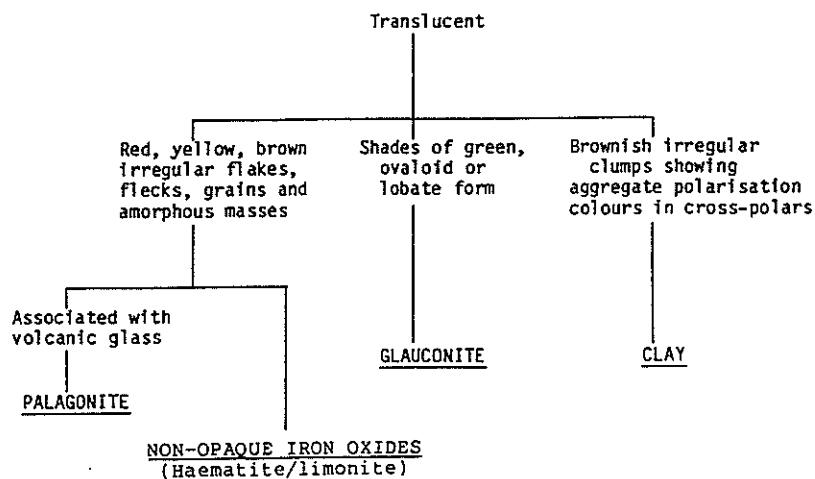 Translucent
Red, yellow, brown
irregular flakes,
flecks, grains and
amorphous masses
Shades of green,
ovaloid or
lobate form
Brownish irregular
clumps showing
aggregate polarisation
colours in cross-polars
Associated with
volcanic glass
PALAGONITE
NON-OPAQUE IRON OXIDES
(Haematite/limonite)
GLAUCONITE
CLAY